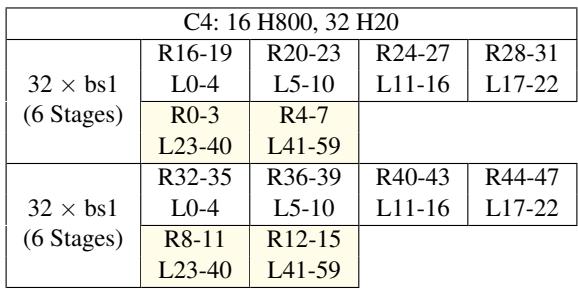 C4: 16 H800, 32 H20
R16-19 R20-23 R24-27 R28-31
32 × bs1 L0-4 L5-10 L11-16 L17-22
(6 Stages) R0-3 R4-7
L23-40 L41-59
R32-35 R36-39 R40-43 R44-47
32 × bs1 L0-4 L5-10 L11-16 L17-22
(6 Stages) R8-11 R12-15
L23-40 L41-59